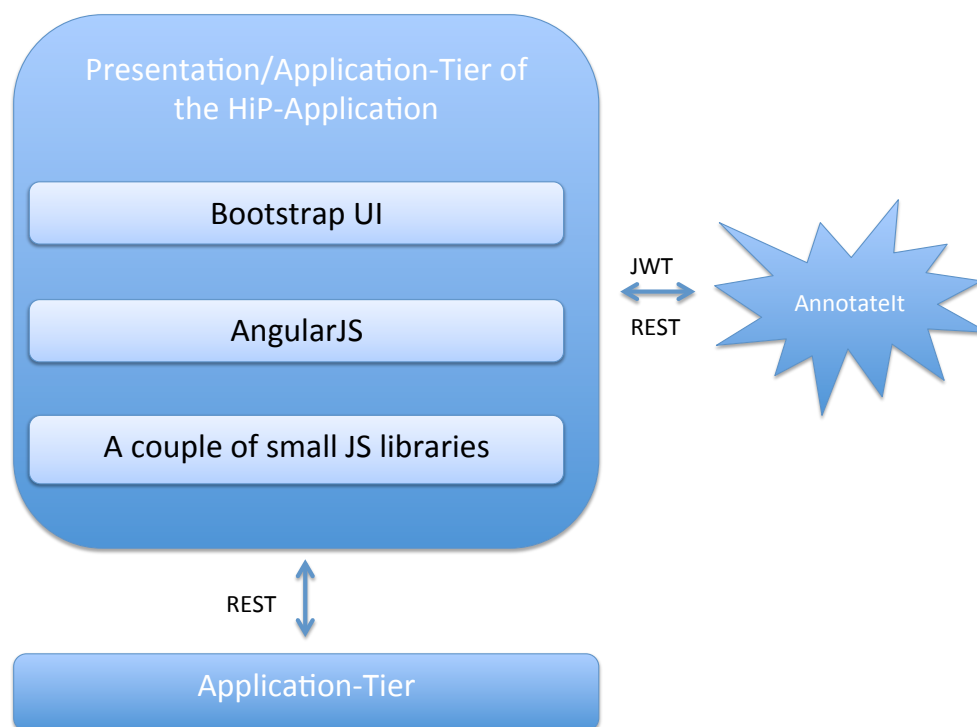 Presentation/Application-Tier of
the HiP-Application
Bootstrap UI
AngularJS
A couple of small JS libraries
JWT
REST
AnnotateIt
REST
Application-Tier